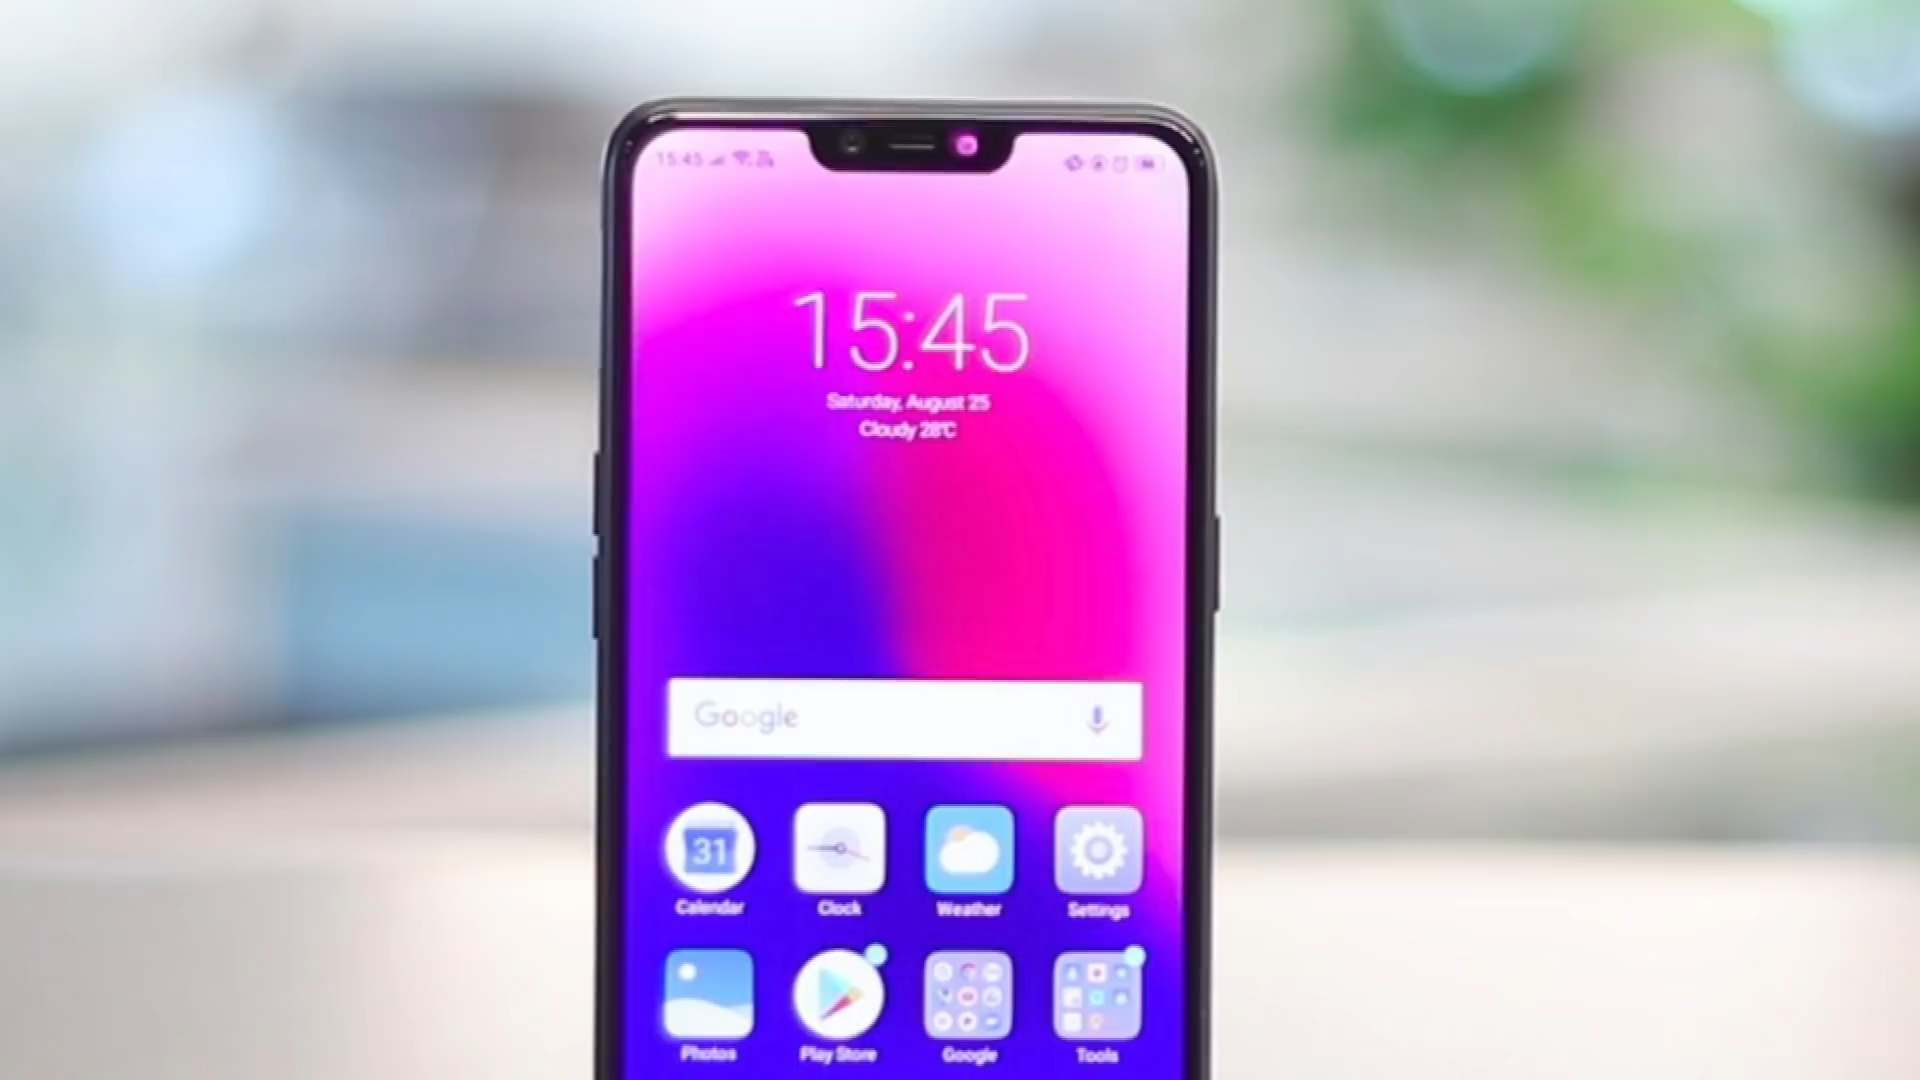 15:45
15:45
Saturday, August 25
Cloudy 28°C
Google
31
Calendar
Clock
Weather
Settings
Photos
Play Store
Google
Tools